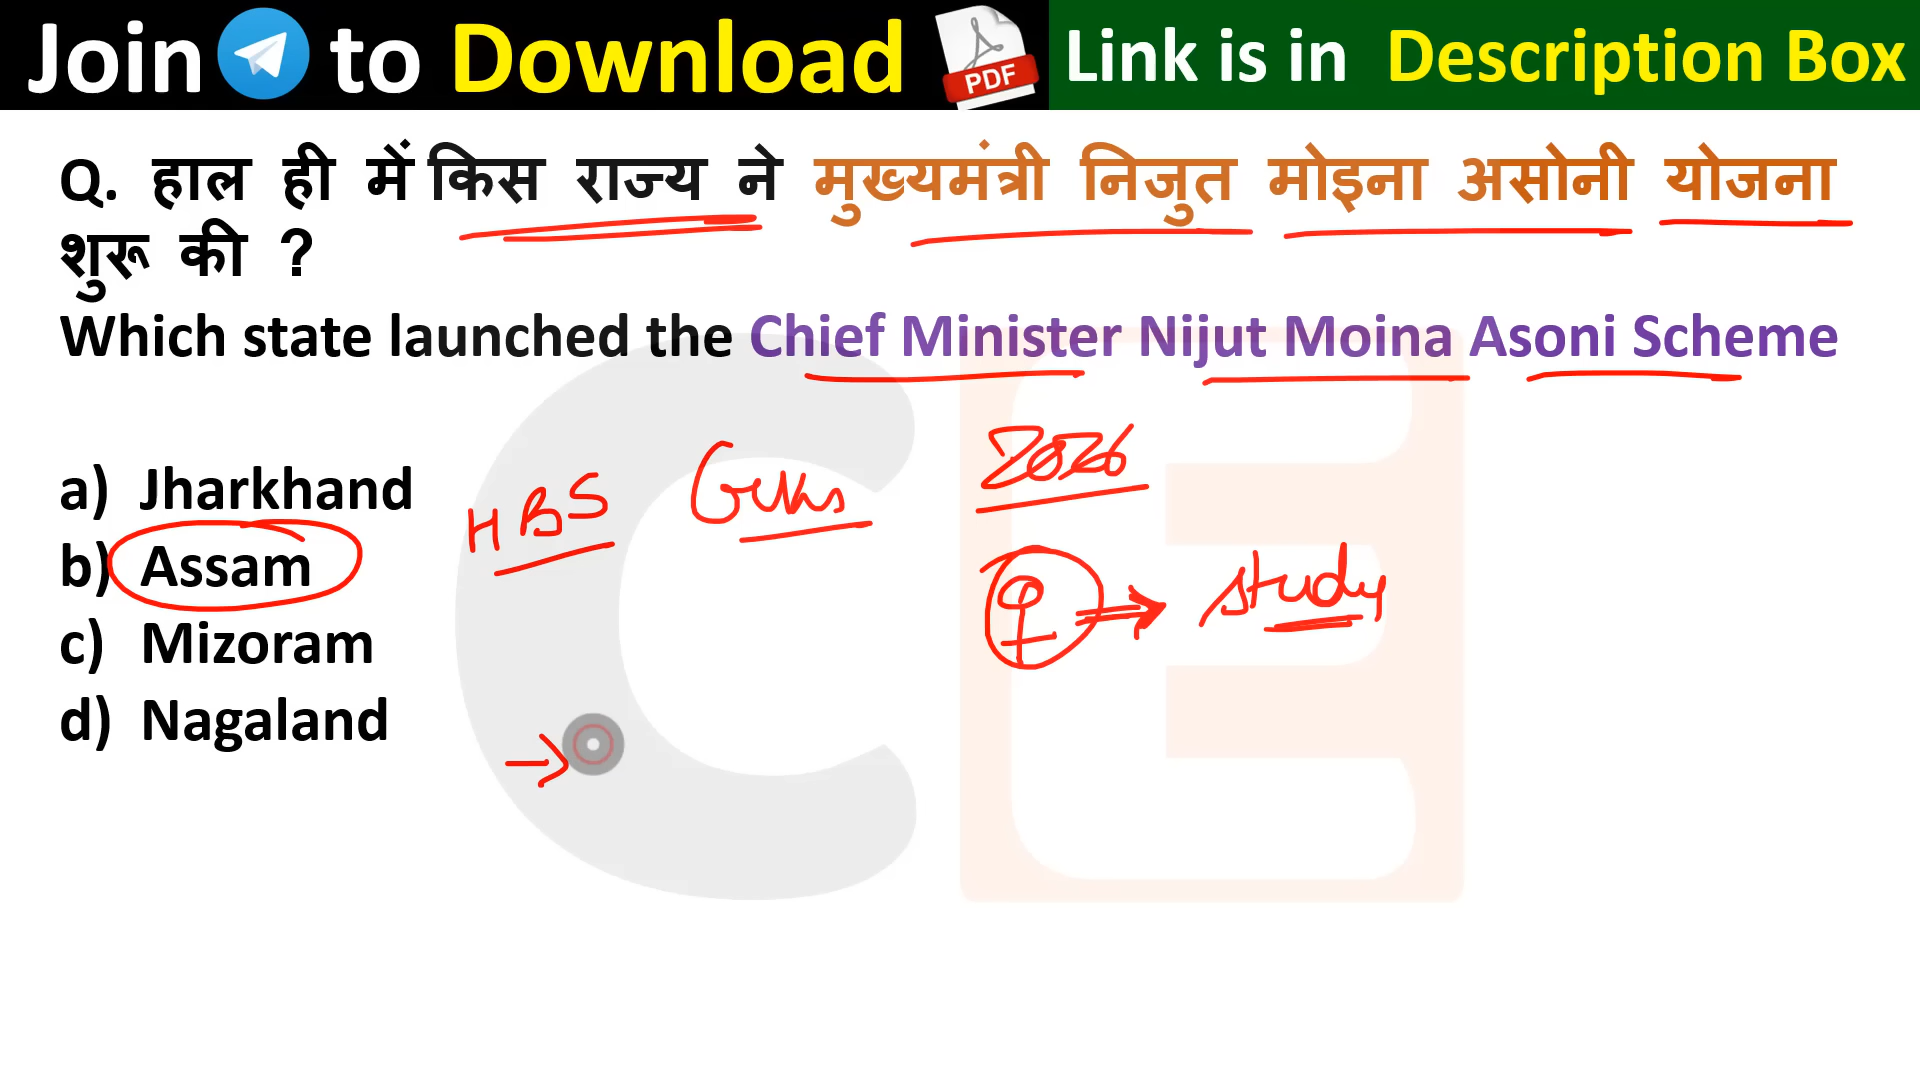 Join to Download PDF Link is in Description Box
Q. हाल ही में किस राज्य ने मुख्यमंत्री निजुत मोइना असोनी योजना
शुरू की ?
Which state launched the Chief Minister Nijut Moina Asoni Scheme
a) Jharkhand
b) Assam
c) Mizoram
d) Nagaland
HBS
2026
study
CE